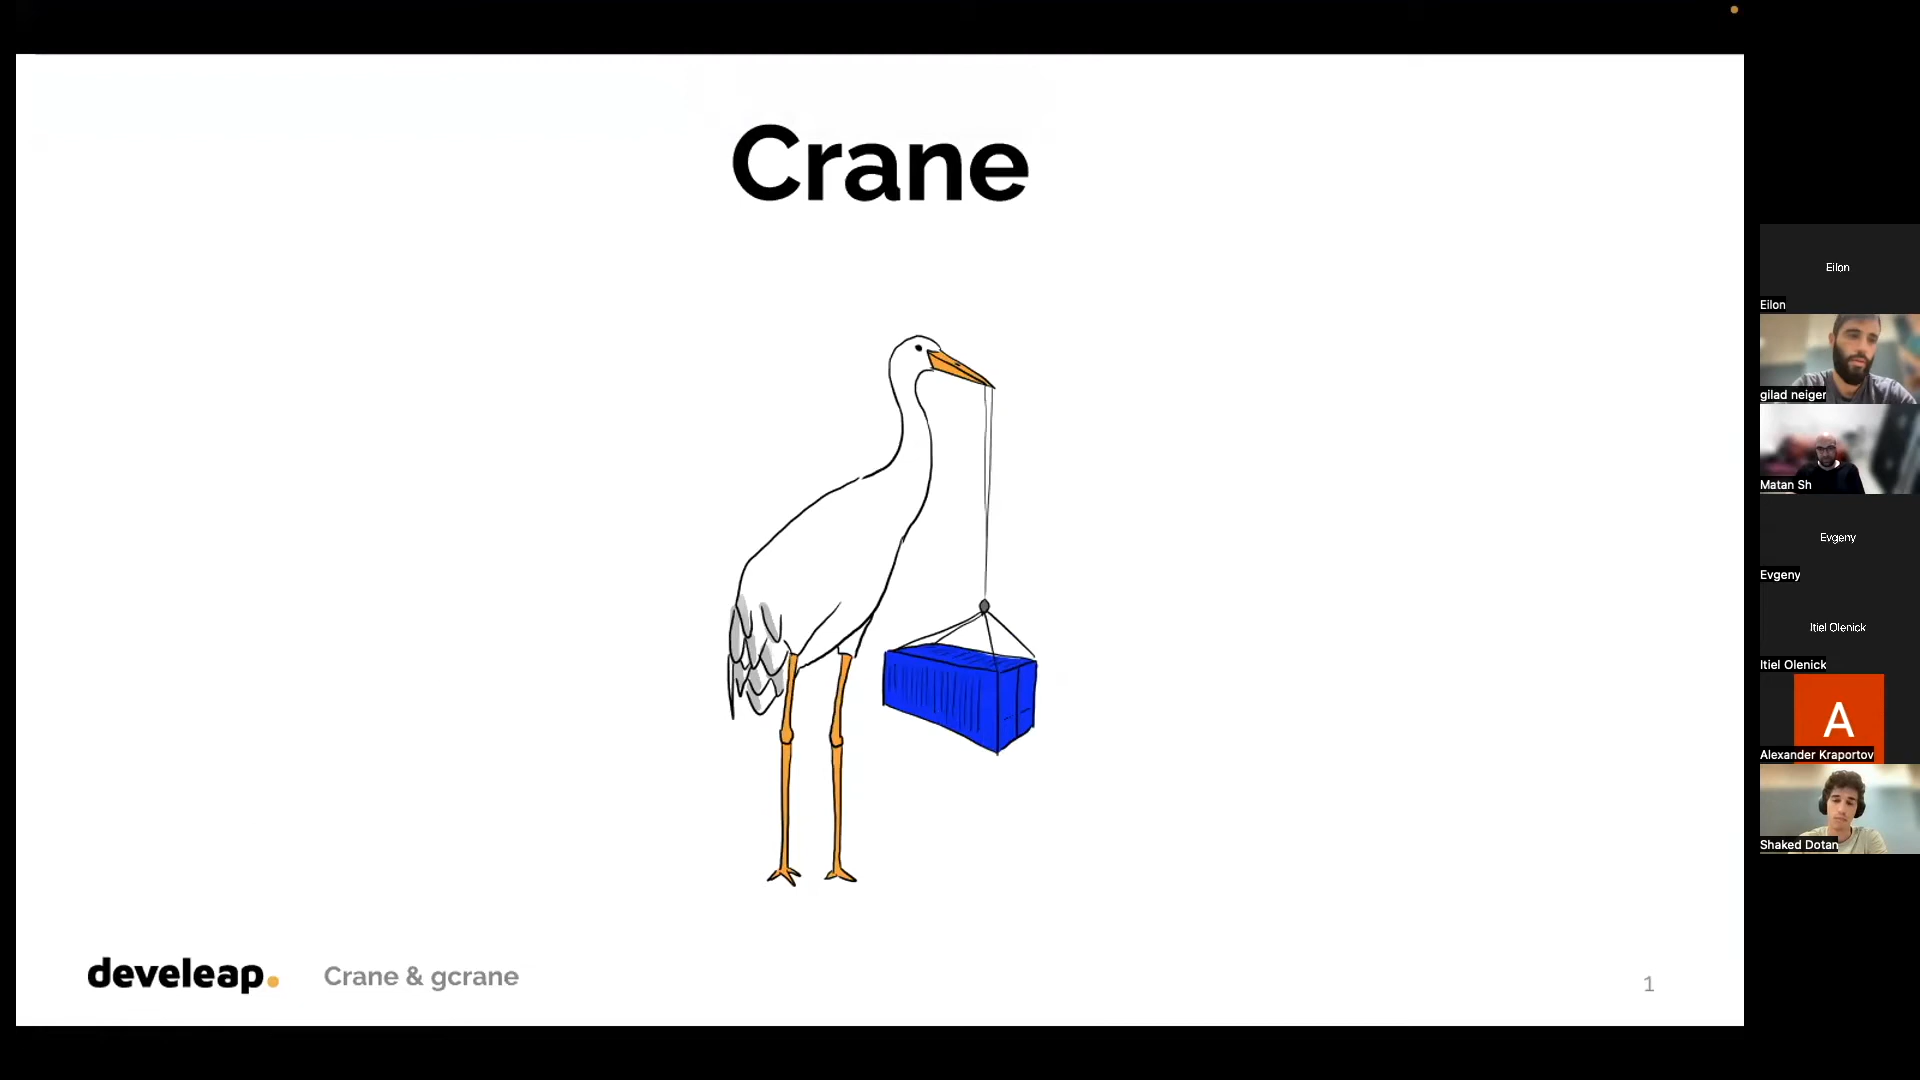 Crane
develeap.
Crane & gcrane
1
Eilon
Eilon
gilad neiger
Matan Sh
Evgeny
Evgeny
Itiel Olenick
Itiel Olenick
A
Alexander Kraportov
Shaked Dotan